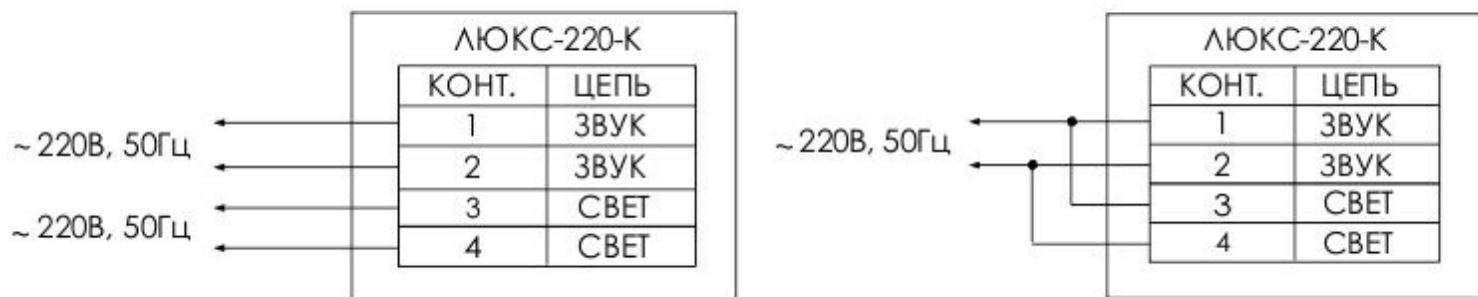 ЛЮКС-220-К
КОНТ. ЦЕПЬ
1 ЗВУК
2 ЗВУК
3 СВЕТ
4 СВЕТ
~220В, 50Гц
~220В, 50Гц
ЛЮКС-220-К
КОНТ. ЦЕПЬ
1 ЗВУК
2 ЗВУК
3 СВЕТ
4 СВЕТ
~220В, 50Гц